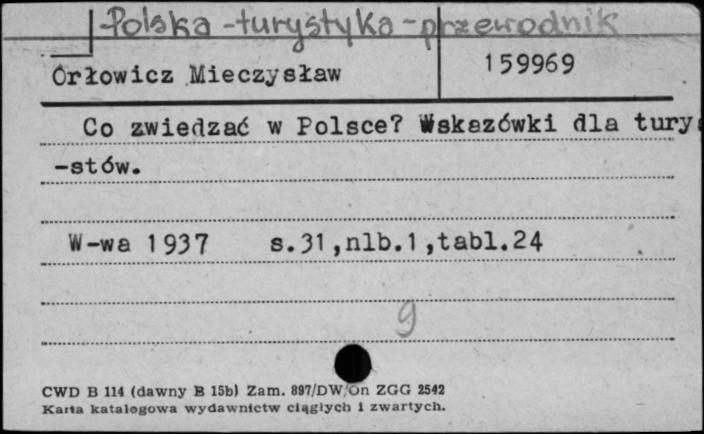 -Polska-turystyka-przewodnik
Orłowicz Mieczysław 159969
Co zwiedzać w Polsce? Wskazówki dla tury
-stów.
W-wa 1937 s.31,nlb.1,tabl.24
9
CWD B 114 (dawny B 15b) Zam. 897/DW/On ZGG 2542
Karta katalogowa wydawnictw ciągłych i zwartych.